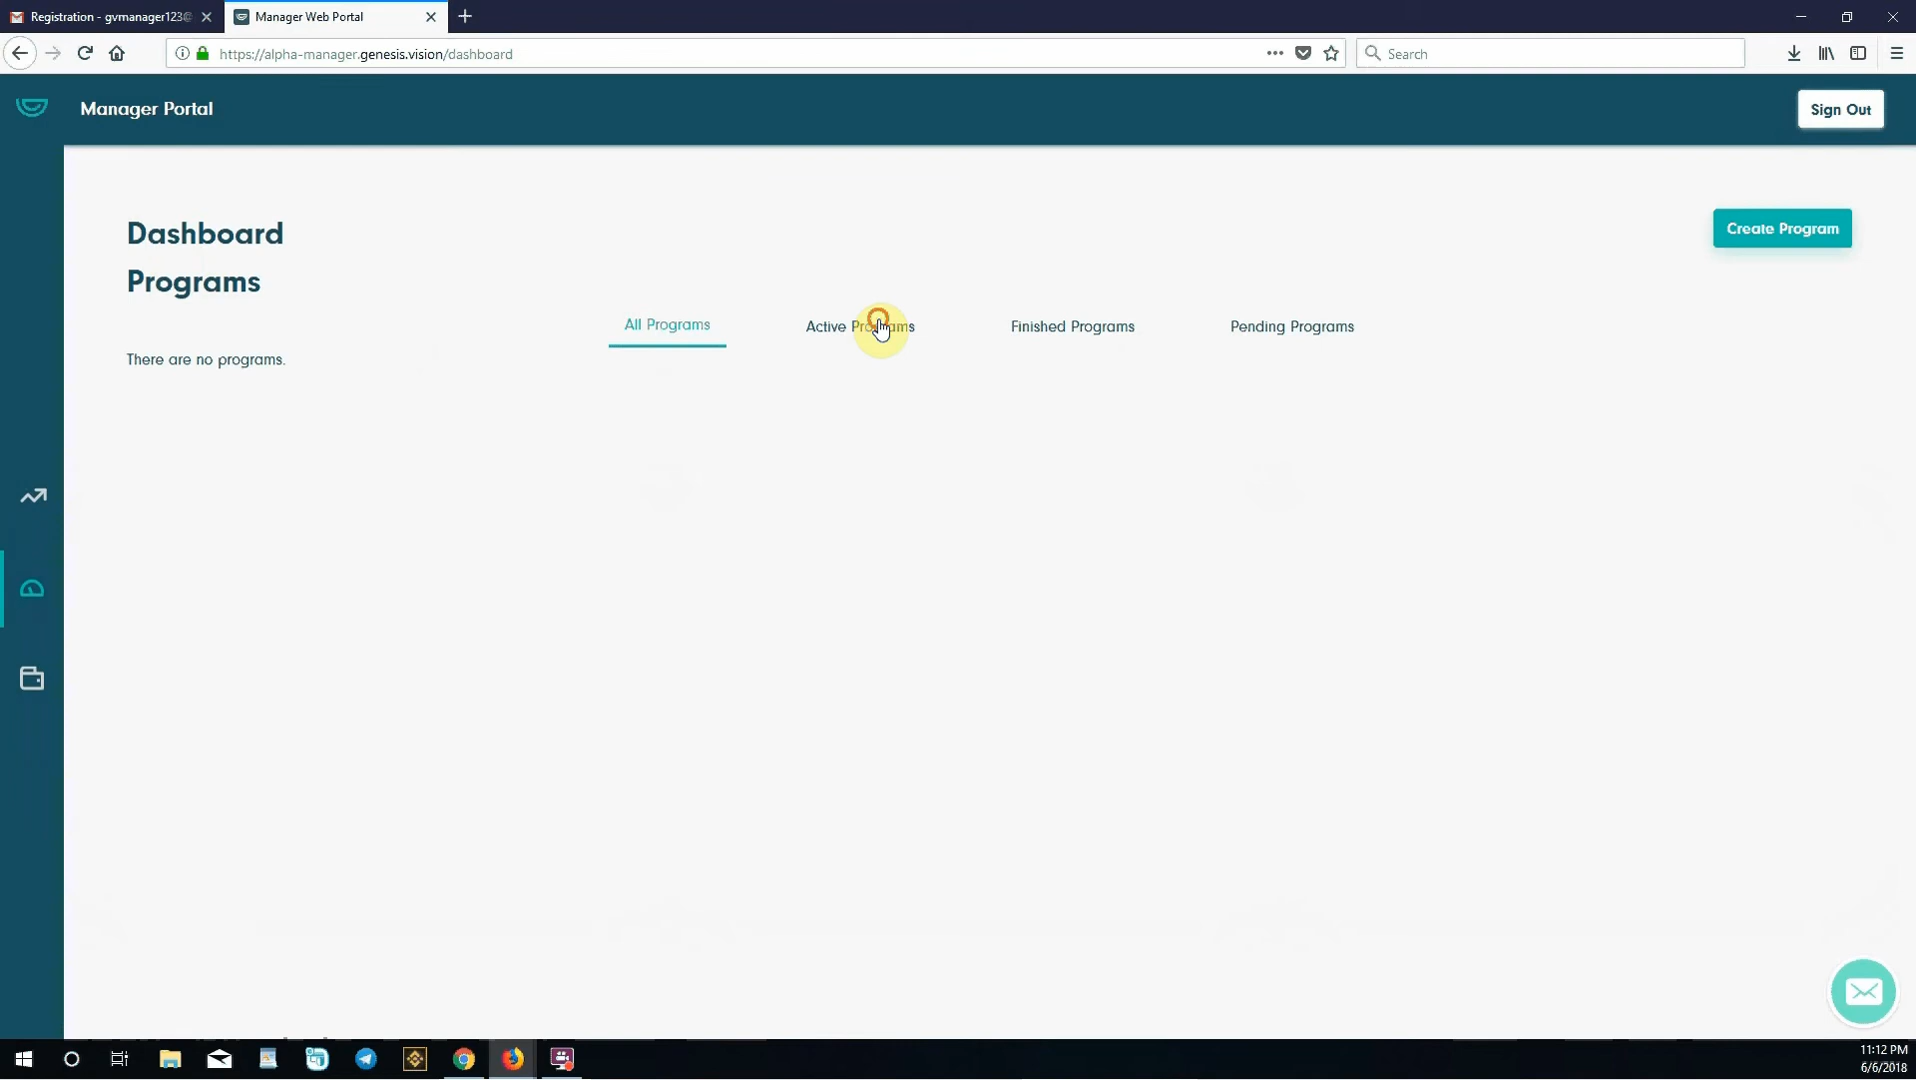 Registration - gvmanager123@
Manager Web Portal
https://alpha-manager.genesis.vision/dashboard
Search
Manager Portal
Sign Out
Dashboard
Create Program
Programs
All Programs
Active Programs
Finished Programs
Pending Programs
There are no programs.
11:12 PM
6/6/2018